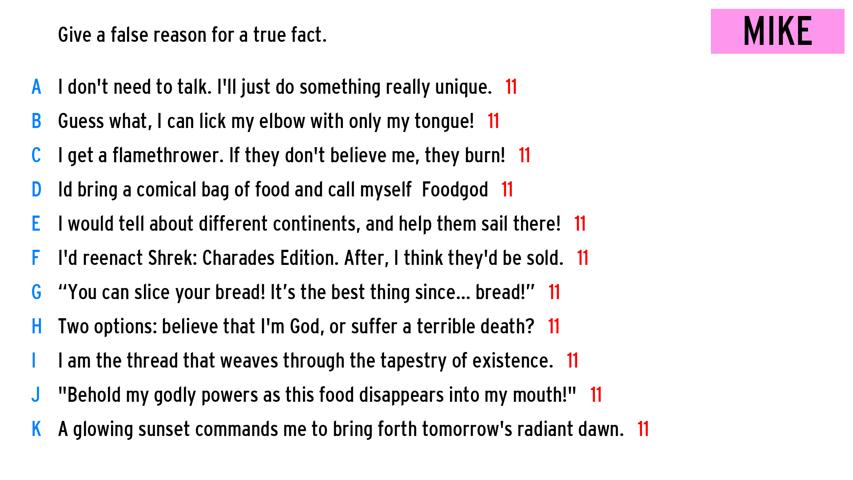 Give a false reason for a true fact.
MIKE
A I don't need to talk. I'll just do something really unique. 11
B Guess what, I can lick my elbow with only my tongue! 11
C I get a flamethrower. If they don't believe me, they burn! 11
D Id bring a comical bag of food and call myself  Foodgod 11
E I would tell about different continents, and help them sail there! 11
F I'd reenact Shrek: Charades Edition. After, I think they'd be sold. 11
G “You can slice your bread! It’s the best thing since... bread!” 11
H Two options: believe that I'm God, or suffer a terrible death? 11
I I am the thread that weaves through the tapestry of existence. 11
J "Behold my godly powers as this food disappears into my mouth!" 11
K A glowing sunset commands me to bring forth tomorrow's radiant dawn. 11